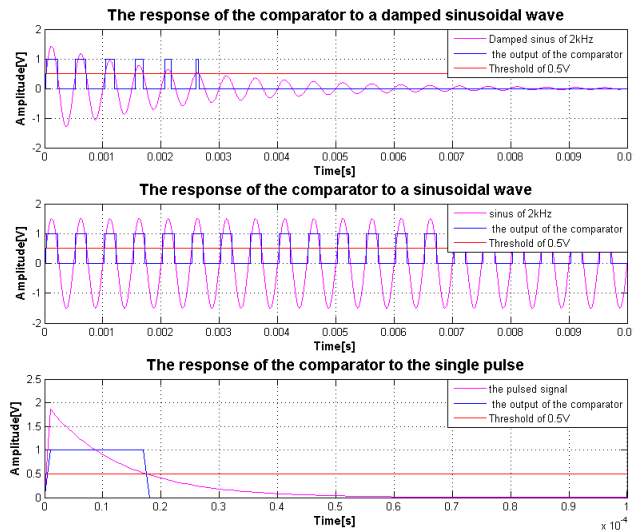 The response of the comparator to a damped sinusoidal wave
2
1
0
-1
-2
Amplitude[V]
Damped sinus of 2kHz
the output of the comparator
Threshold of 0.5V
0 0.001 0.002 0.003 0.004 0.005 0.006 0.007 0.008 0.009 0.0
Time[s]
The response of the comparator to a sinusoidal wave
2
1
0
-1
2
Amplitude[V]
sinus of 2kHz
the output of the comparator
Threshold of 0.5V
0 0.001 0.002 0.003 0.004 0.005 0.006 0.007 0.008 0.009 0.0
Time[s]
The response of the comparator to the single pulse
2.5
2
1.5
1
0.5
0
Amplitude[V]
the pulsed signal
the output of the comparator
Threshold of 0.5V
0 0.1 0.2 0.3 0.4 0.5 0.6 0.7 0.8 0.9 1
Time[s]